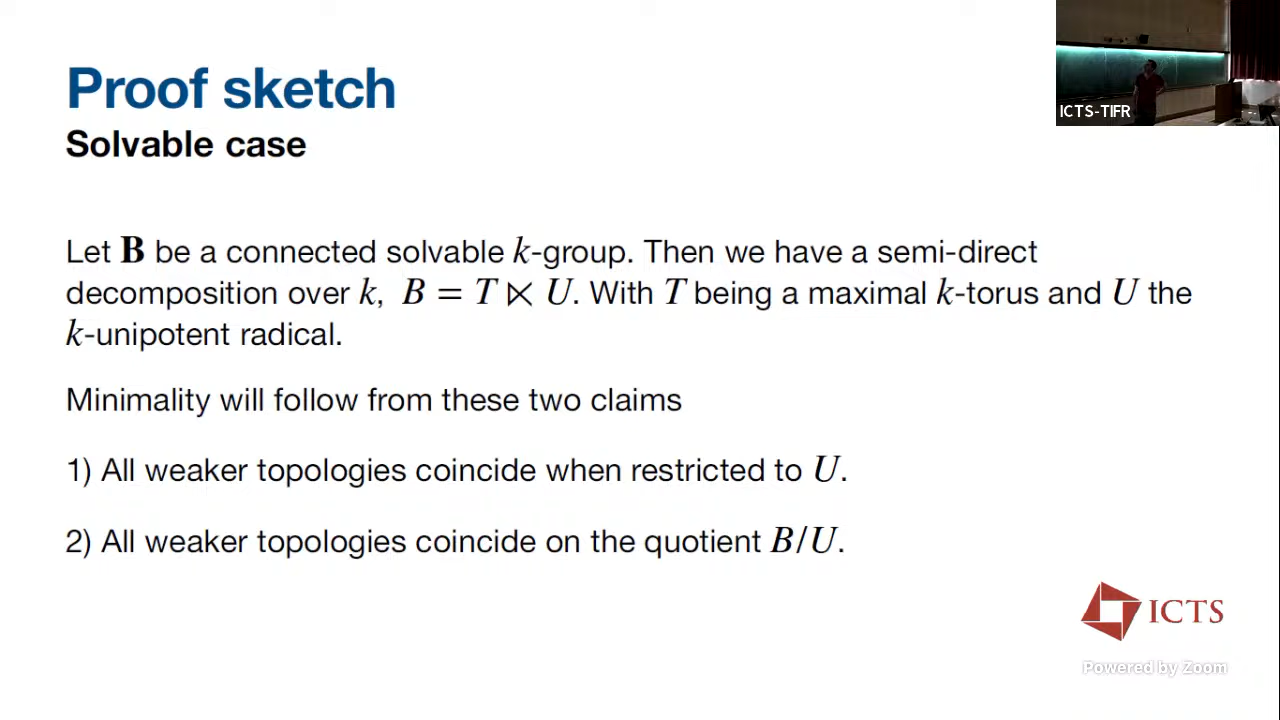 Proof sketch
Solvable case
ICTS-TIFR
Let B be a connected solvable k-group. Then we have a semi-direct
decomposition over k, B = T ⋉ U. With T being a maximal k-torus and U the
k-unipotent radical.
Minimality will follow from these two claims
1) All weaker topologies coincide when restricted to U.
2) All weaker topologies coincide on the quotient B/U.
ICTS
Powered by Zoom